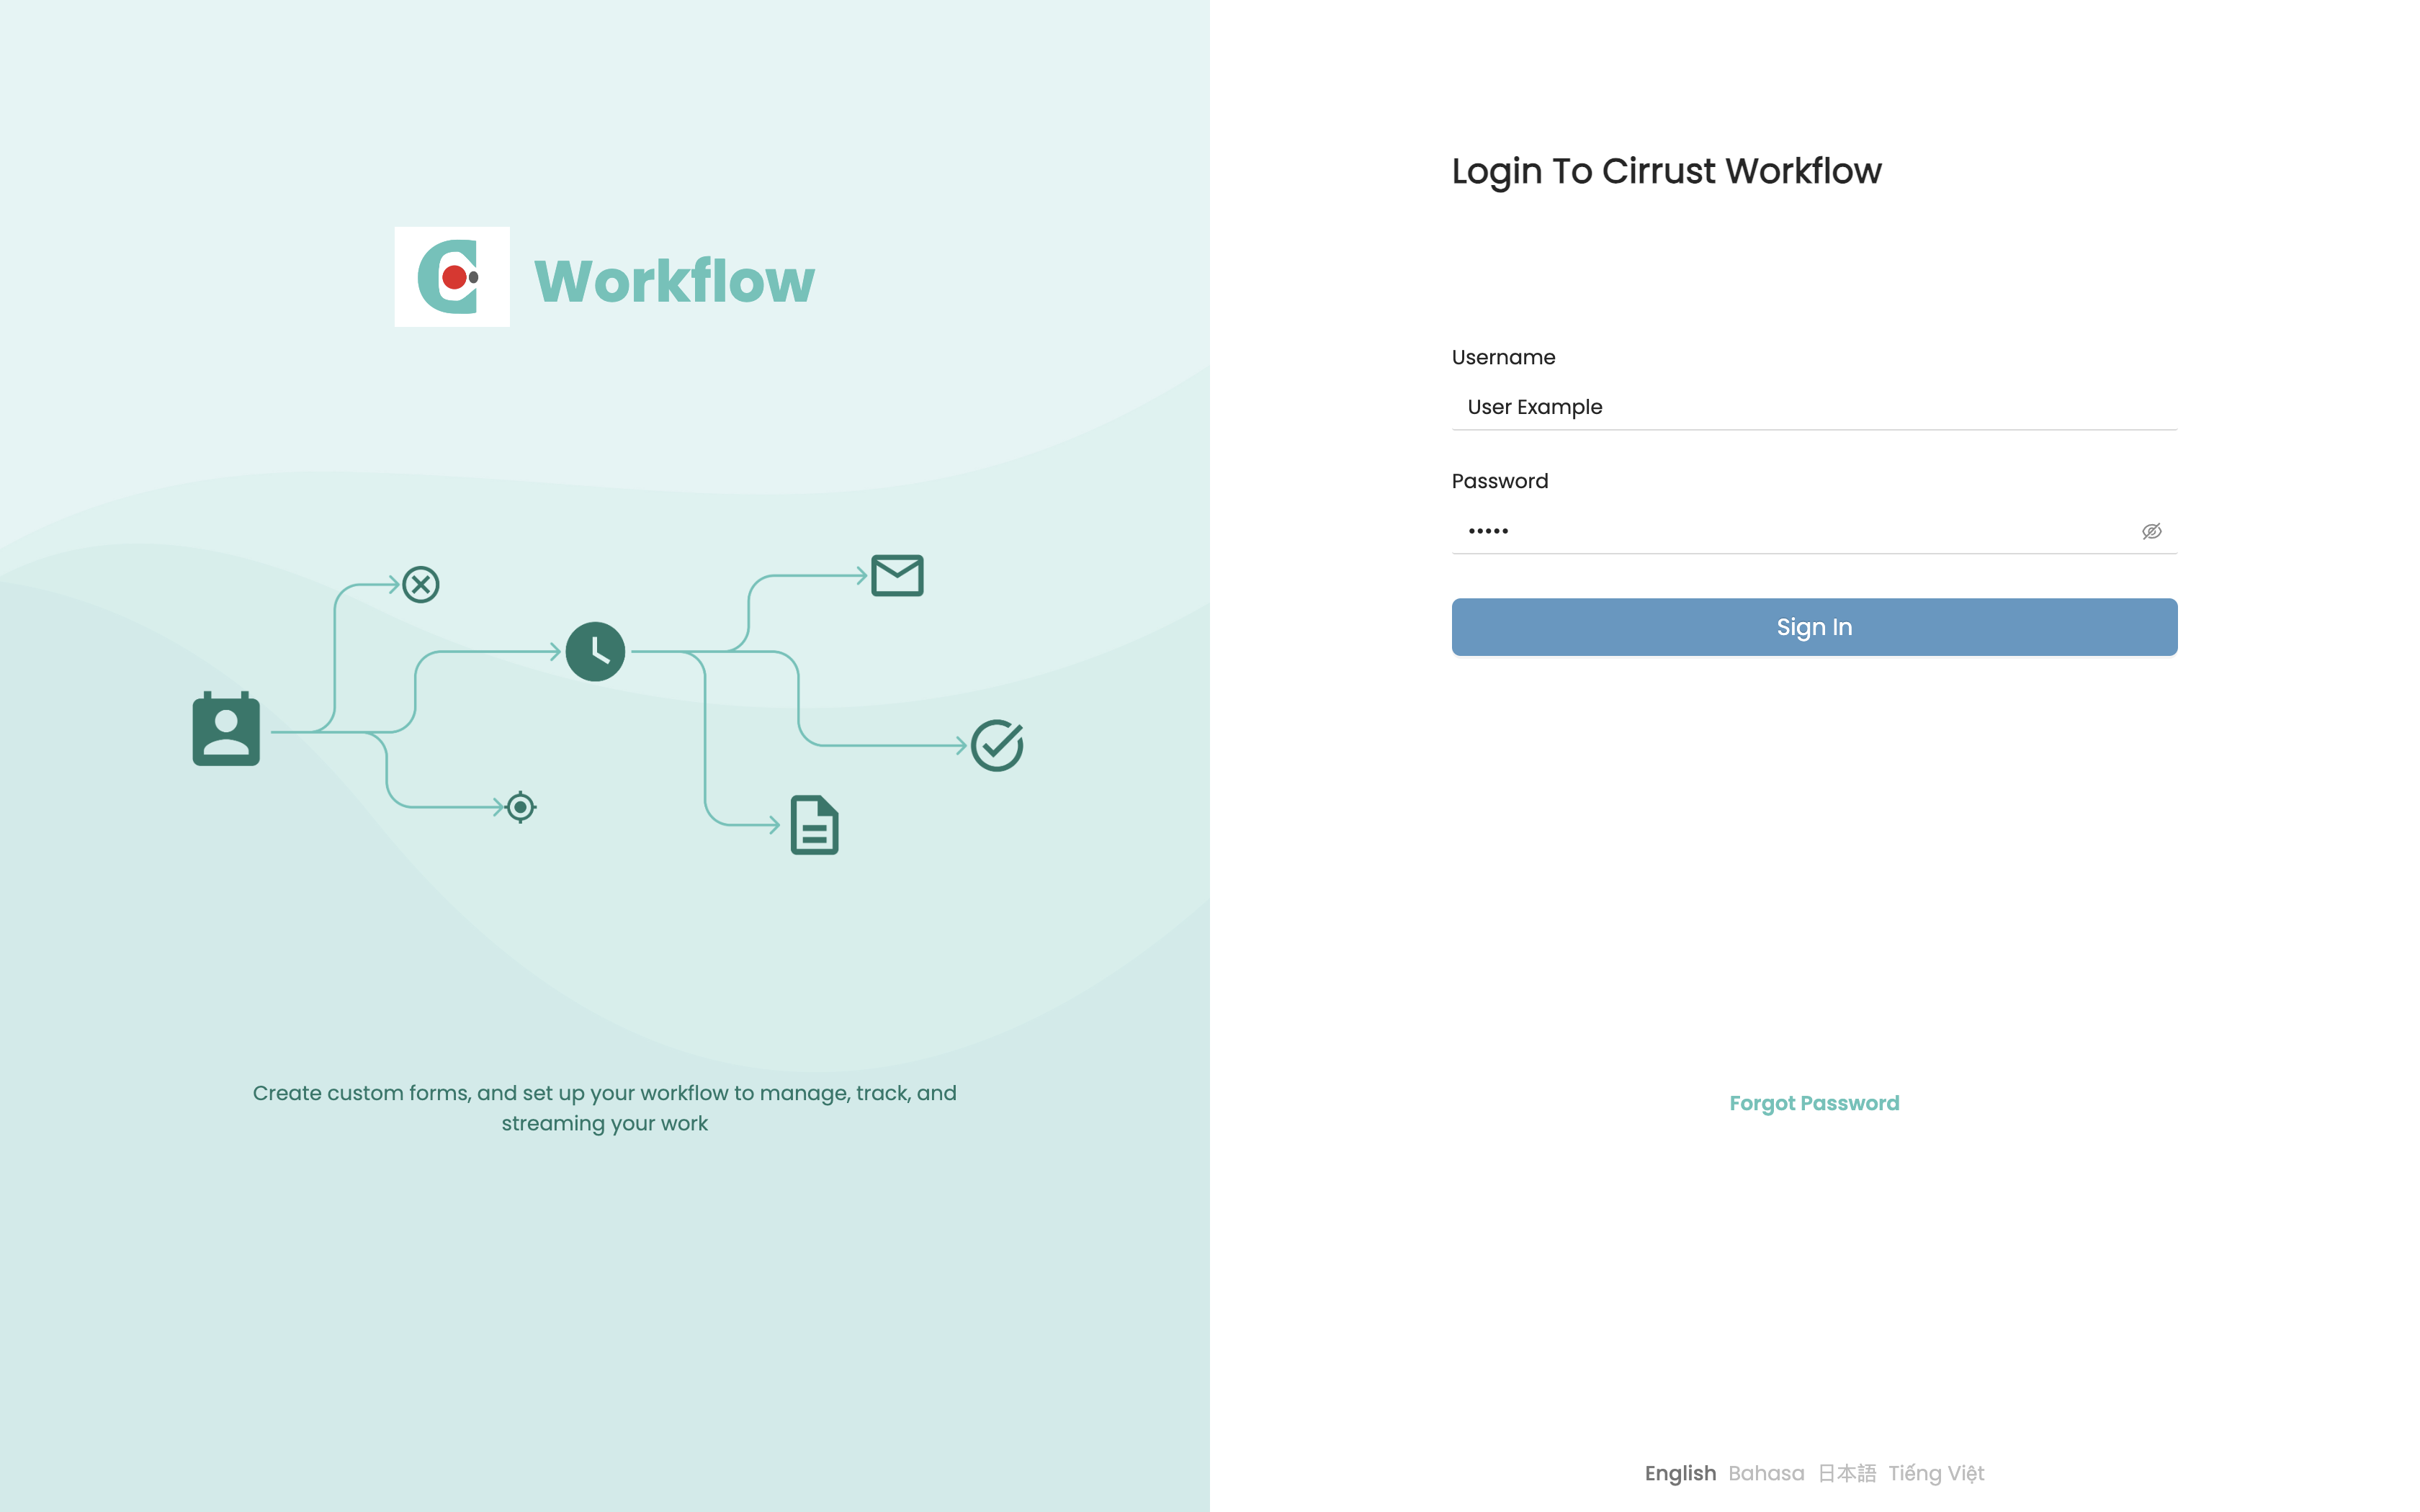 Workflow
Create custom forms, and set up your workflow to manage, track, and
streaming your work
Login To Cirrust Workflow
Username
User Example
Password
•••••
Sign In
Forgot Password
English Bahasa 日本語 Tiếng Việt